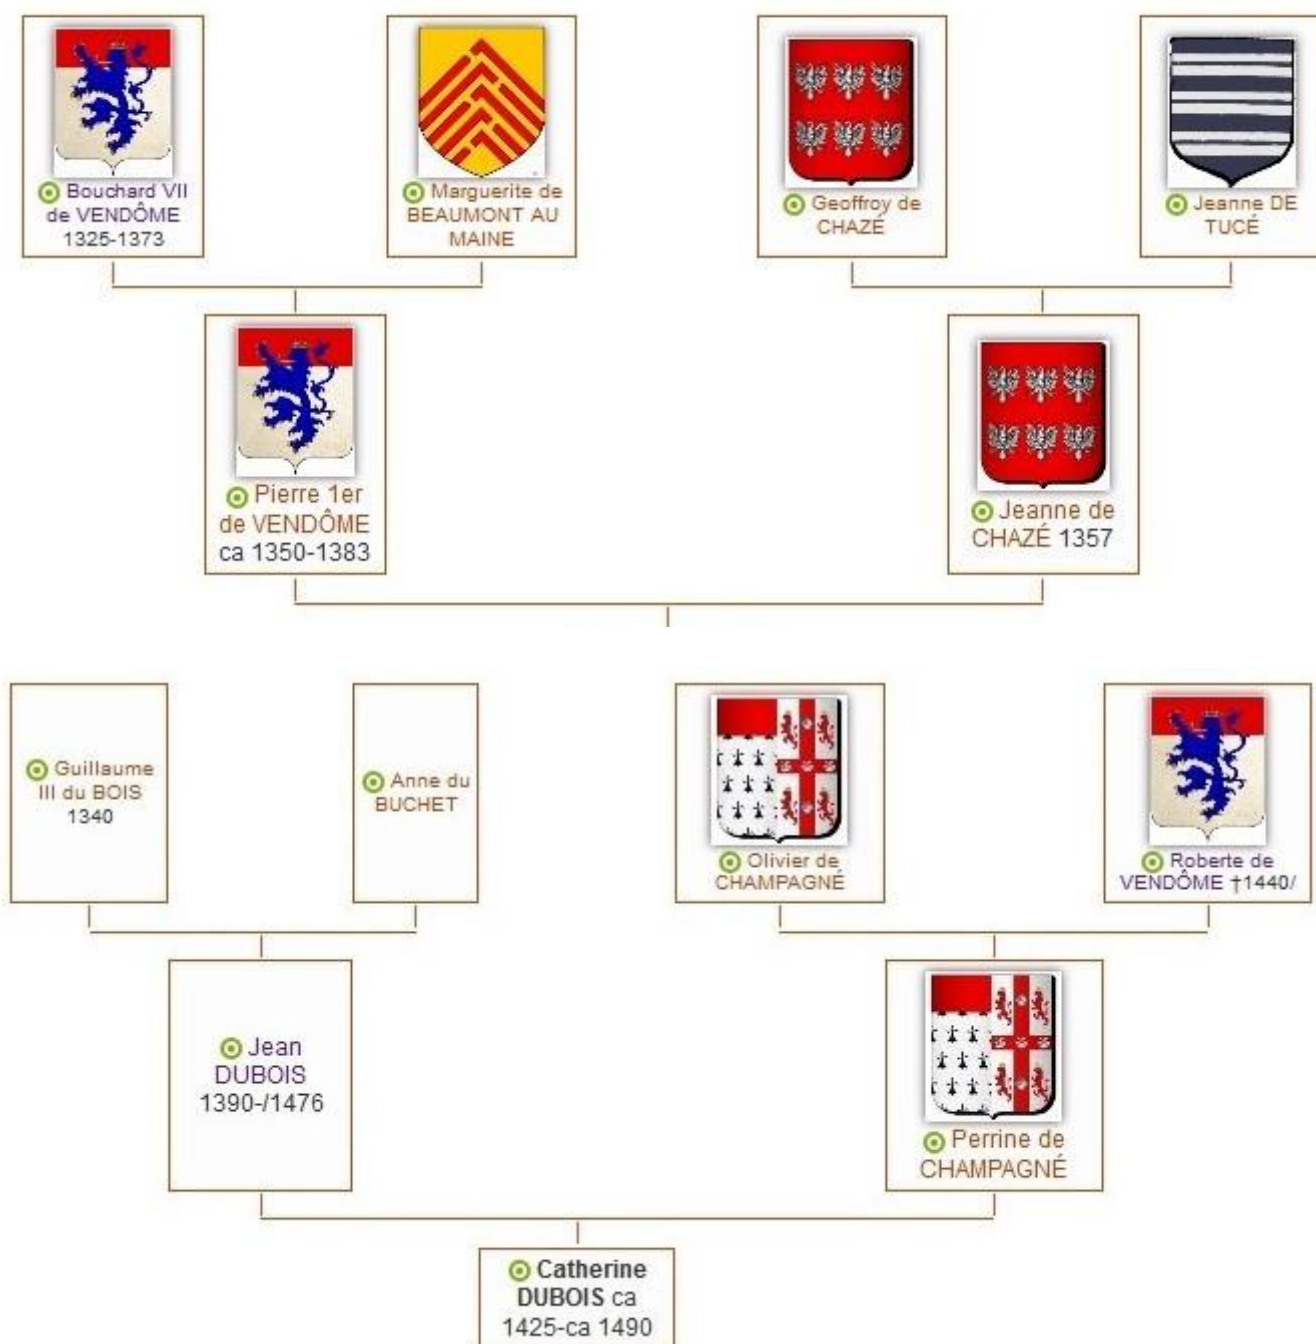 Bouchard VII
de VENDÔME
1325-1373
Marguerite de
BEAUMONT AU
MAINE
Geoffroy de
CHAZÉ
Jeanne DE
TUCÉ
Pierre 1er
de VENDÔME
ca 1350-1383
Jeanne de
CHAZÉ 1357
Guillaume
III du BOIS
1340
Anne du
BUCHET
Olivier de
CHAMPAGNÉ
Roberte de
VENDÔME †1440/
Jean
DUBOIS
1390-/1476
Perrine de
CHAMPAGNÉ
Catherine
DUBOIS ca
1425-ca 1490